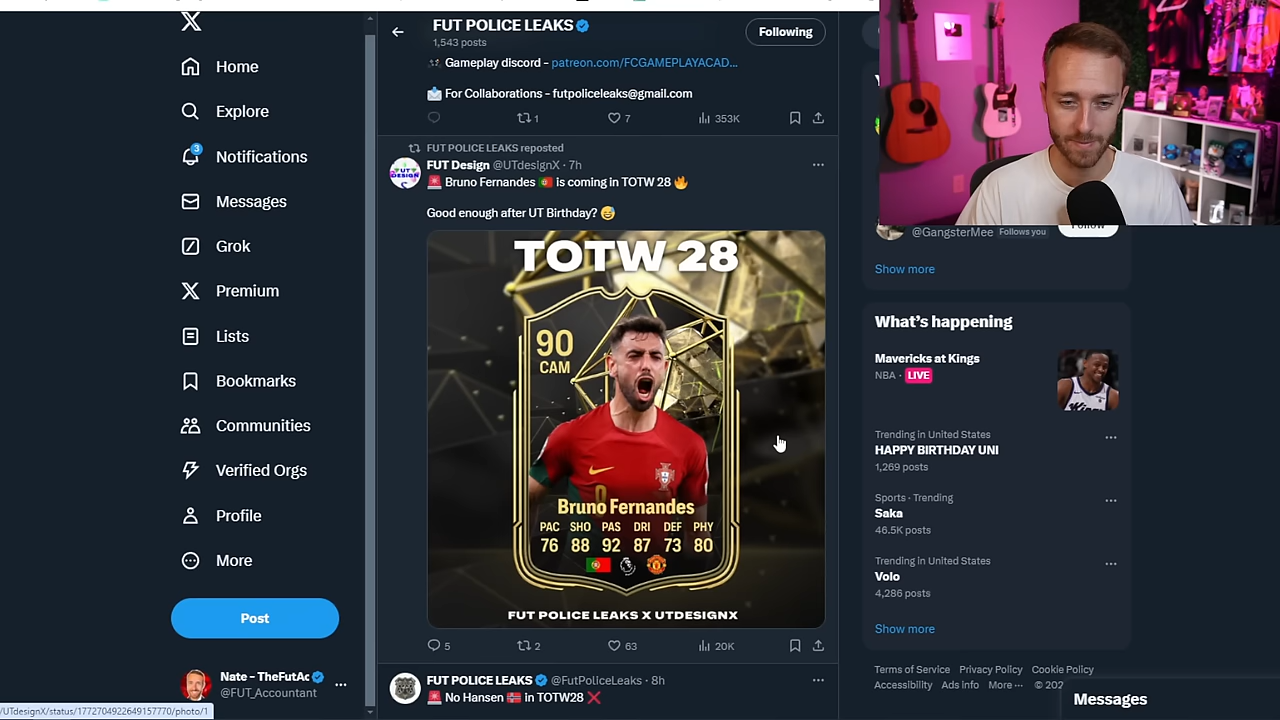 FUT POLICE LEAKS
1,543 posts
Following
Gameplay discord - patreon.com/FCGAMEPLAYACAD...
For Collaborations - futpoliceleaks@gmail.com
1
7
353K
FUT POLICE LEAKS reposted
FUT Design @UTdesignX · 7h
🚨 Bruno Fernandes 🇵🇹 is coming in TOTW 28 🔥
Good enough after UT Birthday? 😅
TOTW 28
90
CAM
Bruno Fernandes
PAC SHO PAS DRI DEF PHY
76 88 92 87 73 80
FUT POLICE LEAKS X UTDESIGNX
5
2
63
20K
FUT POLICE LEAKS @FutPoliceLeaks · 8h
🚨 No Hansen 🇳🇴 in TOTW28 ❌
Home
Explore
3
Notifications
Messages
Grok
Premium
Lists
Bookmarks
Communities
Verified Orgs
Profile
More
Post
Nate - TheFutAc
@FUT_Accountant
/UTdesignX/status/1772704922649157770/photo/1
@GangsterMee Follows you
Follow
Show more
What's happening
Mavericks at Kings
NBA · LIVE
Trending in United States
HAPPY BIRTHDAY UNI
1,269 posts
Sports · Trending
Saka
46.5K posts
Trending in United States
Volo
4,286 posts
Show more
Terms of Service Privacy Policy Cookie Policy
Accessibility Ads info More ··· © 202
Messages